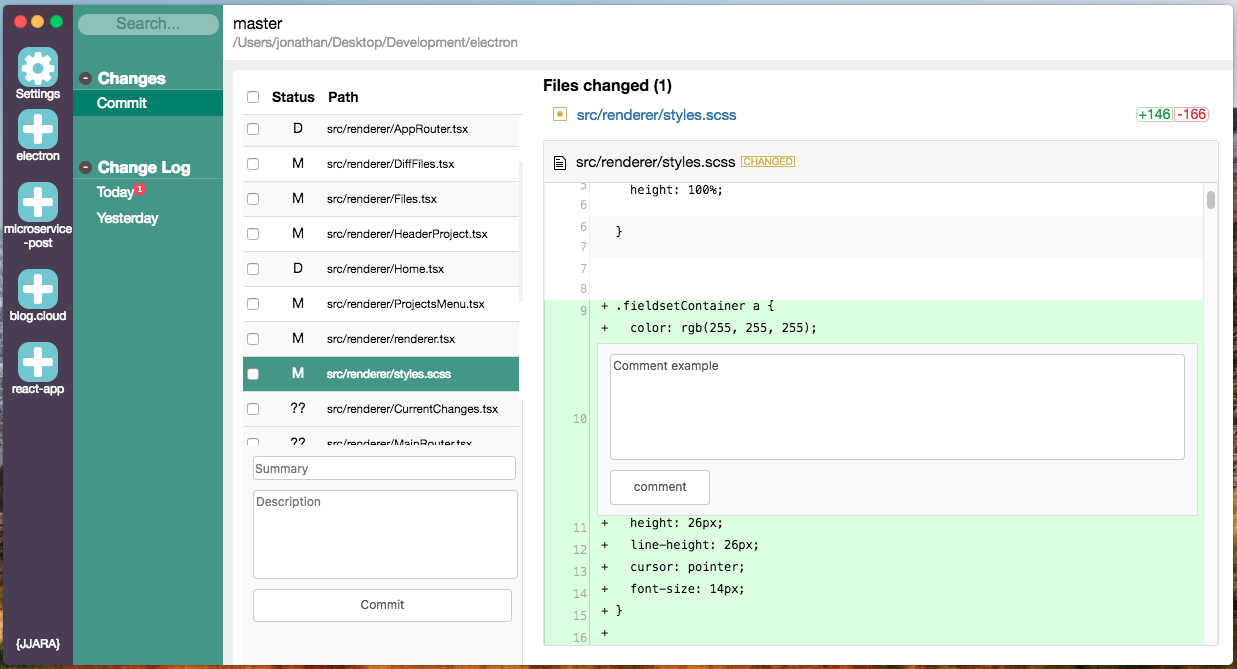 Search...
master
/Users/jonathan/Desktop/Development/electron
Settings
electron
microservice
-post
blog.cloud
react-app
{JJARA}
- Changes
Commit
- Change Log
Today 1
Yesterday
Status Path
D src/renderer/AppRouter.tsx
M src/renderer/DiffFiles.tsx
M src/renderer/Files.tsx
M src/renderer/HeaderProject.tsx
D src/renderer/Home.tsx
M src/renderer/ProjectsMenu.tsx
M src/renderer/renderer.tsx
M src/renderer/styles.scss
?? src/renderer/CurrentChanges.tsx
?? src/renderer/MainRouter.tsx
Summary
Description
Commit
Files changed (1)
src/renderer/styles.scss +146 -166
src/renderer/styles.scss CHANGED
5 height: 100%;
6
6 }
7
7
8
9 + .fieldsetContainer a {
+ color: rgb(255, 255, 255);
Comment example
10
comment
11 + height: 26px;
12 + line-height: 26px;
13 + cursor: pointer;
14 + font-size: 14px;
15 + }
16 +